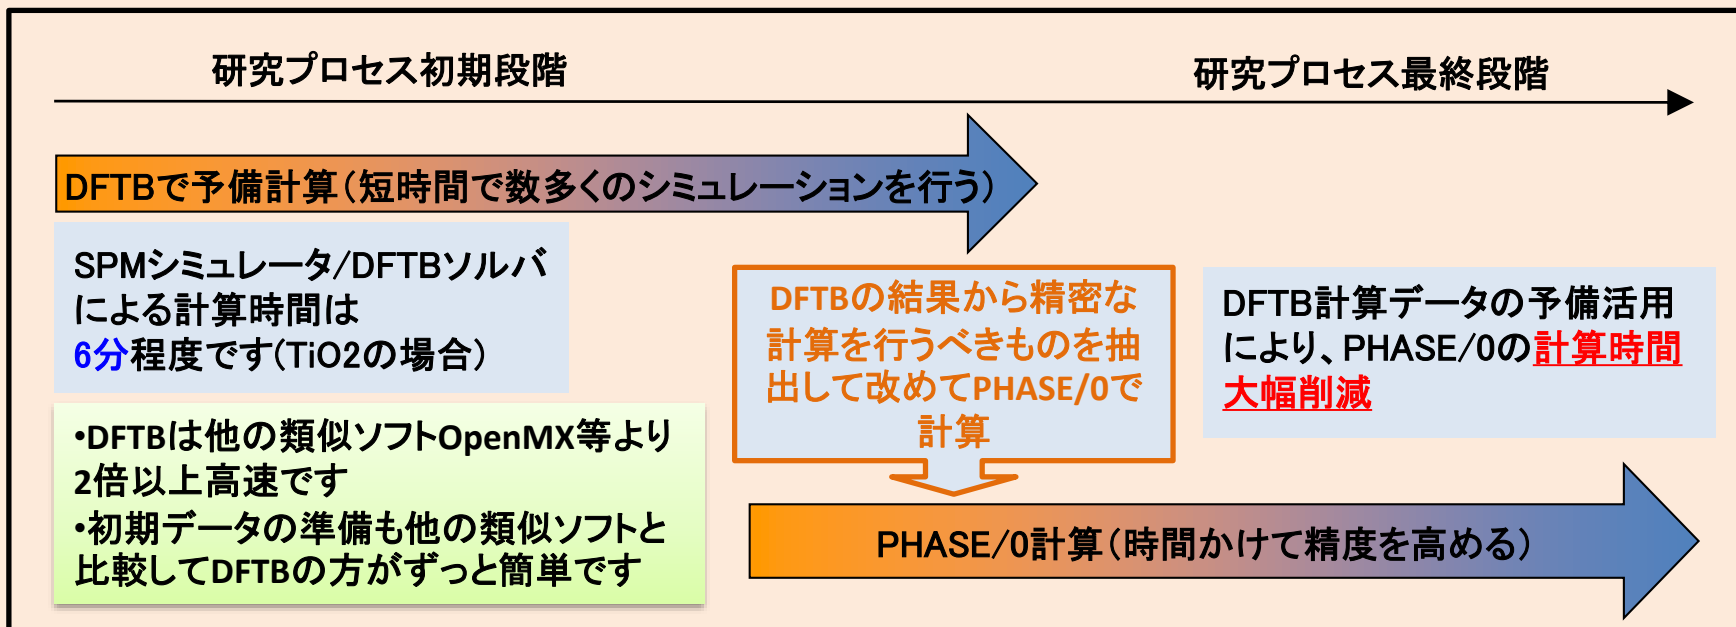 研究プロセス初期段階
研究プロセス最終段階
DFTBで予備計算(短時間で数多くのシミュレーションを行う)
SPMシミュレータ/DFTBソルバ
による計算時間は
6分程度です(TiO2の場合)
•DFTBは他の類似ソフトOpenMX等より
2倍以上高速です
•初期データの準備も他の類似ソフトと
比較してDFTBの方がずっと簡単です
DFTBの結果から精密な
計算を行うべきものを抽
出して改めてPHASE/0で
計算
DFTB計算データの予備活用
により、PHASE/0の計算時間
大幅削減
PHASE/0計算(時間かけて精度を高める)